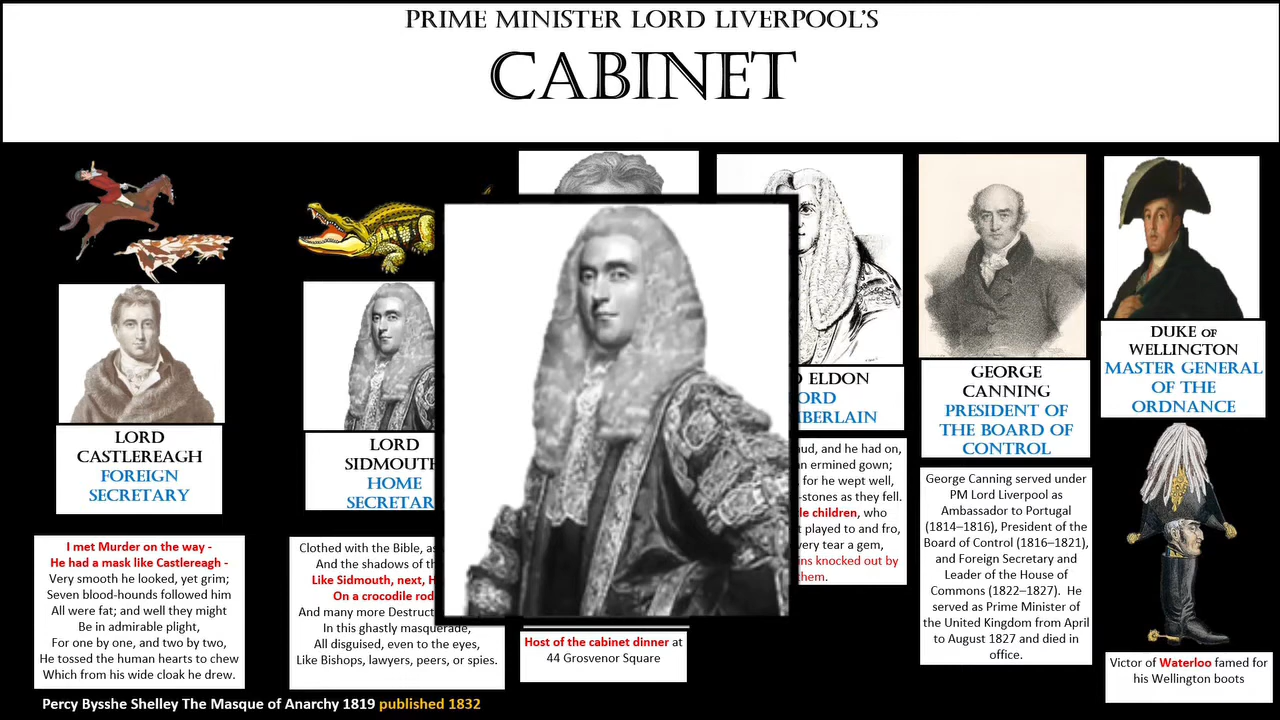 PRIME MINISTER LORD LIVERPOOL'S
CABINET
LORD
CASTLEREAGH
FOREIGN
SECRETARY
I met Murder on the way -
He had a mask like Castlereagh -
Very smooth he looked, yet grim;
Seven blood-hounds followed him
All were fat; and well they might
Be in admirable plight,
For one by one, and two by two,
He tossed the human hearts to chew
Which from his wide cloak he drew.
LORD
SIDMOUTH
HOME
SECRETAR
Clothed with the Bible, as
And the shadows of th
Like Sidmouth, next, H
On a crocodile rod
And many more Destruct
In this ghastly masquerade,
All disguised, even to the eyes,
Like Bishops, lawyers, peers, or spies.
Host of the cabinet dinner at
44 Grosvenor Square
ELDON
ORD
MBERLAIN
aud, and he had on,
n ermined gown;
for he wept well,
-stones as they fell.
le children, who
t played to and fro,
very tear a gem,
ins knocked out by
them.
GEORGE
CANNING
PRESIDENT OF
THE BOARD OF
CONTROL
George Canning served under
PM Lord Liverpool as
Ambassador to Portugal
(1814–1816), President of the
Board of Control (1816–1821),
and Foreign Secretary and
Leader of the House of
Commons (1822–1827). He
served as Prime Minister of
the United Kingdom from April
to August 1827 and died in
office.
DUKE OF
WELLINGTON
MASTER GENERAL
OF THE
ORDNANCE
Victor of Waterloo famed for
his Wellington boots
Percy Bysshe Shelley The Masque of Anarchy 1819 published 1832